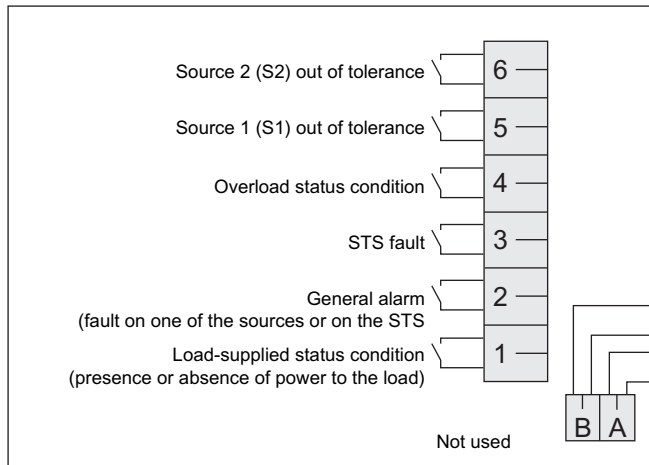 Source 2 (S2) out of tolerance 6
Source 1 (S1) out of tolerance 5
Overload status condition 4
STS fault 3
General alarm 2
(fault on one of the sources or on the STS
Load-supplied status condition 1
(presence or absence of power to the load)
B A
Not used